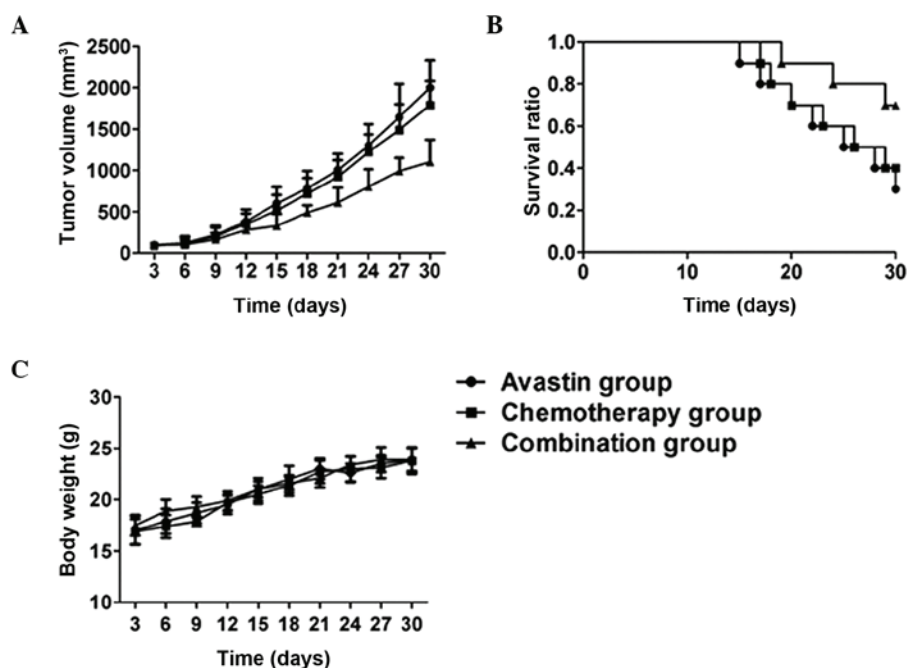 A
Tumor volume (mm³)
2500
2000
1500
1000
500
0
3 6 9 12 15 18 21 24 27 30
Time (days)
B
Survival ratio
1.0
0.8
0.6
0.4
0.2
0.0
0 10 20 30
Time (days)
C
Body weight (g)
30
25
20
15
10
3 6 9 12 15 18 21 24 27 30
Time (days)
Avastin group
Chemotherapy group
Combination group